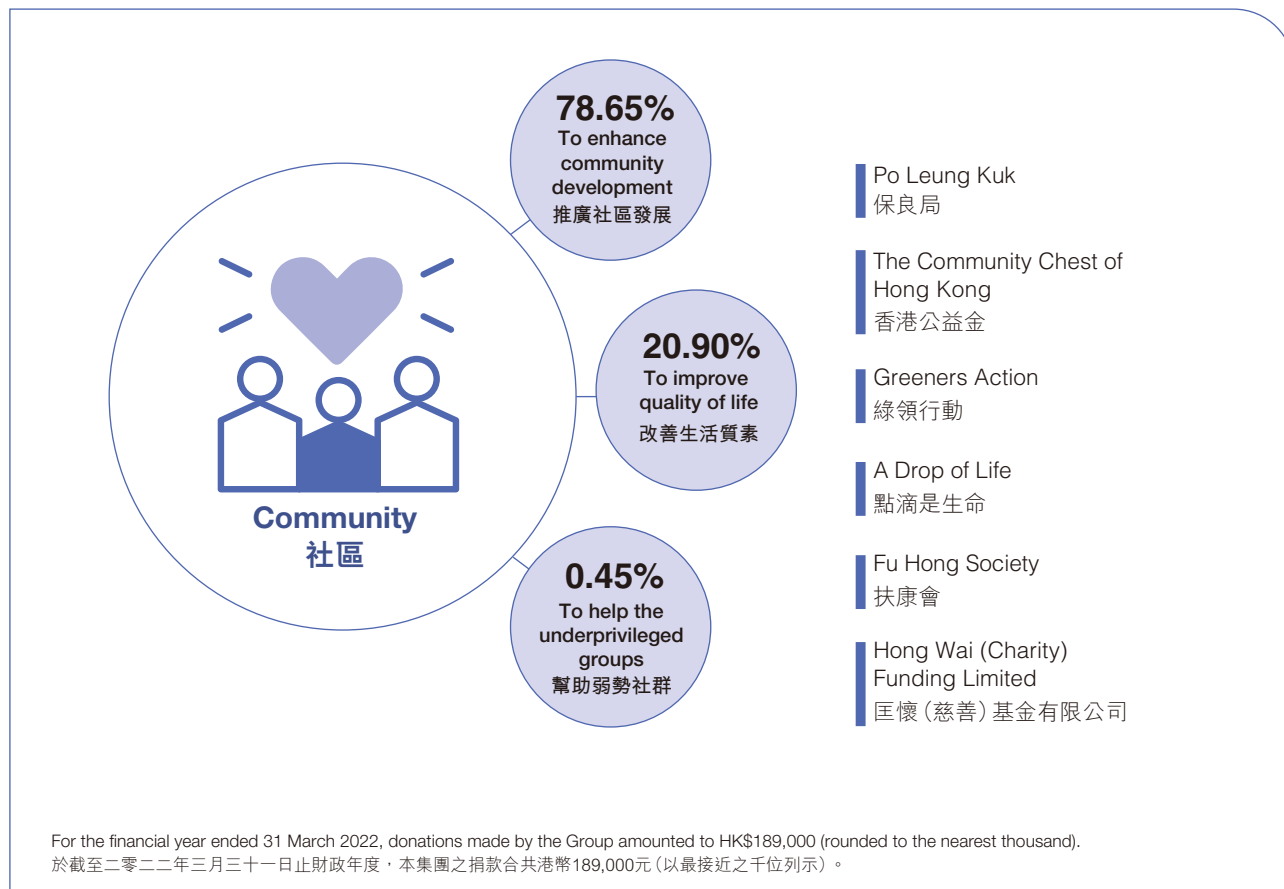 78.65%
To enhance
community
development
推廣社區發展
20.90%
To improve
quality of life
改善生活質素
0.45%
To help the
underprivileged
groups
幫助弱勢社群
Community
社區
Po Leung Kuk
保良局
The Community Chest of
Hong Kong
香港公益金
Greeners Action
綠領行動
A Drop of Life
點滴是生命
Fu Hong Society
扶康會
Hong Wai (Charity)
Funding Limited
匡懷(慈善)基金有限公司
For the financial year ended 31 March 2022, donations made by the Group amounted to HK$189,000 (rounded to the nearest thousand).
於截至二零二二年三月三十一日止財政年度，本集團之捐款合共港幣189,000元(以最接近之千位列示)。